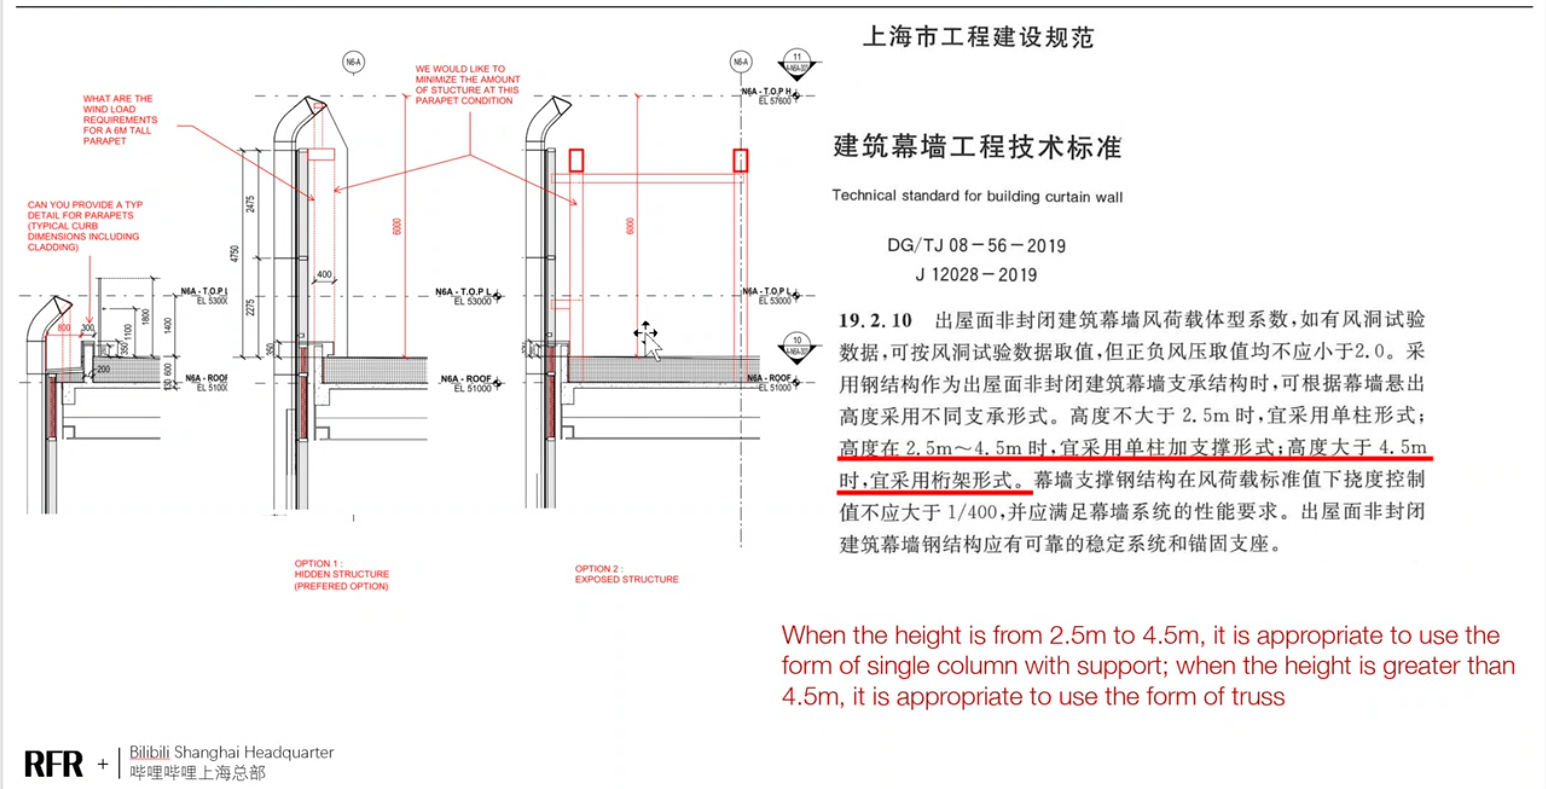 N6-A
WHAT ARE THE
WIND LOAD
REQUIREMENTS
FOR A 6M TALL
PARAPET
WE WOULD LIKE TO
MINIMIZE THE AMOUNT
OF STUCTURE AT THIS
PARAPET CONDITION
N6-A
11
N6A - T.O.P H
EL 57600
CAN YOU PROVIDE A TYP
DETAIL FOR PARAPETS
(TYPICAL CURB
DIMENSIONS INCLUDING
CLADDING)
2475
4750
2275
350
400
6000
6000
N6A - T.O.P L
EL 5300
N6A - T.O.P L
EL 53000
N6A - T.O.P L
EL 53000
800
300
1100
1800
1400
600
200
10
N6A - ROOF
EL 5100
N6A - ROOF
EL 51000
N6A - ROOF
EL 51000
OPTION 1 :
HIDDEN STRUCTURE
(PREFERED OPTION)
OPTION 2 :
EXPOSED STRUCTURE
上海市工程建设规范
建筑幕墙工程技术标准
Technical standard for building curtain wall
DG/TJ 08－56－2019
J 12028－2019
19.2.10 出屋面非封闭建筑幕墙风荷载体型系数，如有风洞试验
数据，可按风洞试验数据取值，但正负风压取值均不应小于2.0。采
用钢结构作为出屋面非封闭建筑幕墙支承结构时，可根据幕墙悬出
高度采用不同支承形式。高度不大于 2.5m 时，宜采用单柱形式；
高度在 2.5m～4.5m 时，宜采用单柱加支撑形式；高度大于 4.5m
时，宜采用桁架形式。幕墙支撑钢结构在风荷载标准值下挠度控制
值不应大于 1/400，并应满足幕墙系统的性能要求。出屋面非封闭
建筑幕墙钢结构应有可靠的稳定系统和锚固支座。
When the height is from 2.5m to 4.5m, it is appropriate to use the
form of single column with support; when the height is greater than
4.5m, it is appropriate to use the form of truss
RFR +
Bilibili Shanghai Headquarter
哔哩哔哩上海总部